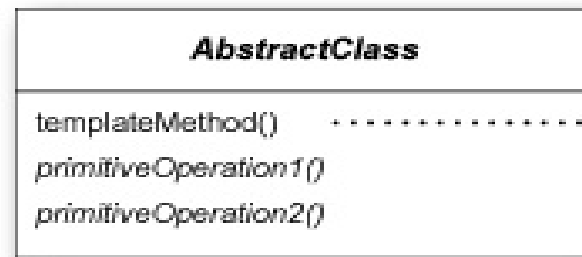 AbstractClass
templateMethod()
primitiveOperation1()
primitiveOperation2()